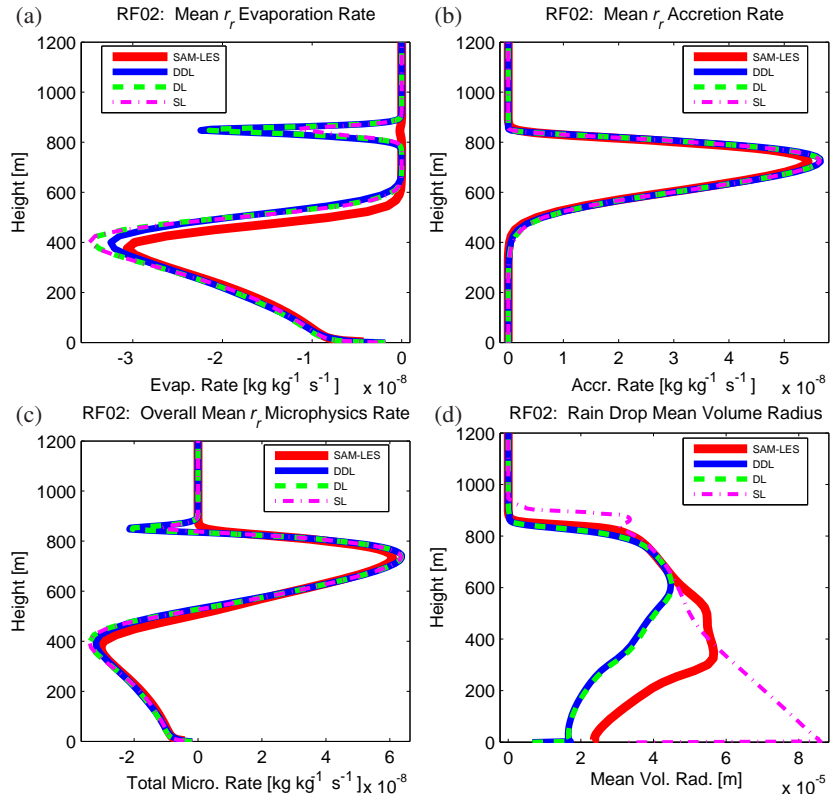 (a) RF02: Mean r_r Evaporation Rate
1200
1000
800
600
400
200
0
Height [m]
SAM-LES
DDL
DL
SL
-3 -2 -1 0
Evap. Rate [kg kg⁻¹ s⁻¹] x 10⁻⁸
(b) RF02: Mean r_r Accretion Rate
1200
1000
800
600
400
200
0
Height [m]
SAM-LES
DDL
DL
SL
0 1 2 3 4 5
Accr. Rate [kg kg⁻¹ s⁻¹] x 10⁻⁸
(c) RF02: Overall Mean r_r Microphysics Rate
1200
1000
800
600
400
200
0
Height [m]
SAM-LES
DDL
DL
SL
-2 0 2 4 6
Total Micro. Rate [kg kg⁻¹ s⁻¹] x 10⁻⁸
(d) RF02: Rain Drop Mean Volume Radius
1200
1000
800
600
400
200
0
Height [m]
SAM-LES
DDL
DL
SL
0 2 4 6 8
Mean Vol. Rad. [m] x 10⁻⁵